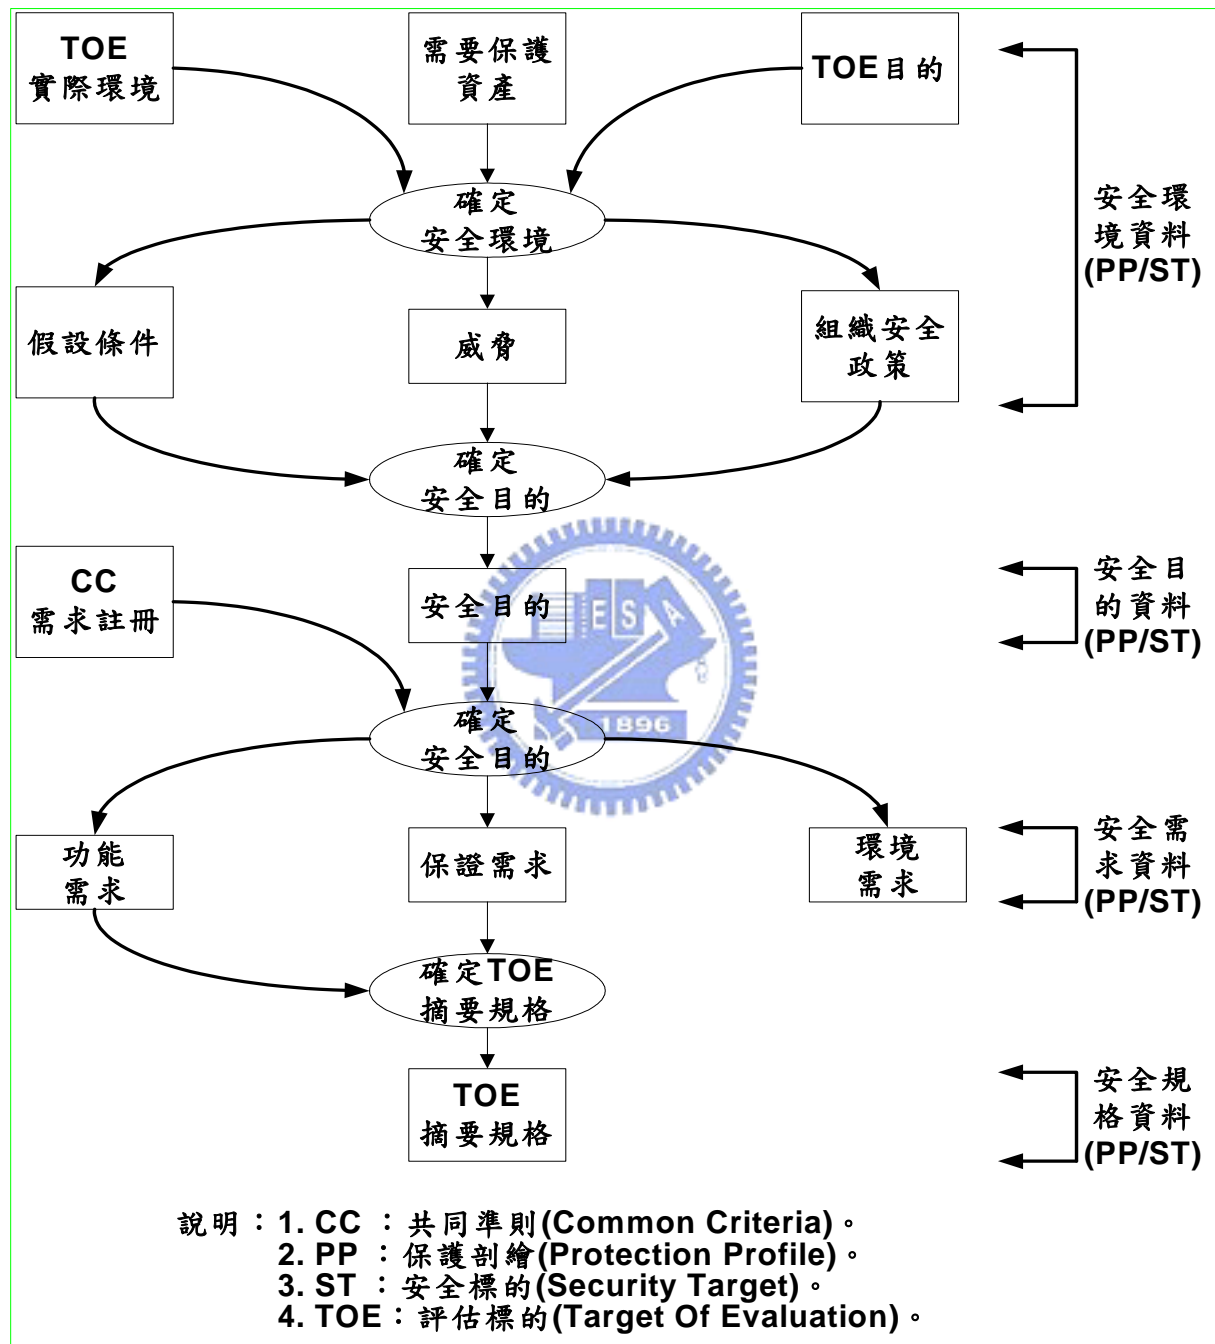 TOE
實際環境
需要保護
資產
TOE目的
確定
安全環境
安全環
境資料
(PP/ST)
假設條件
威脅
組織安全
政策
確定
安全目的
CC
需求註冊
安全目的
安全目
的資料
(PP/ST)
ESA
1896
確定
安全目的
功能
需求
保證需求
環境
需求
安全需
求資料
(PP/ST)
確定TOE
摘要規格
TOE
摘要規格
安全規
格資料
(PP/ST)
說明：1. CC ：共同準則(Common Criteria)。
2. PP ：保護剖繪(Protection Profile)。
3. ST ：安全標的(Security Target)。
4. TOE：評估標的(Target Of Evaluation)。